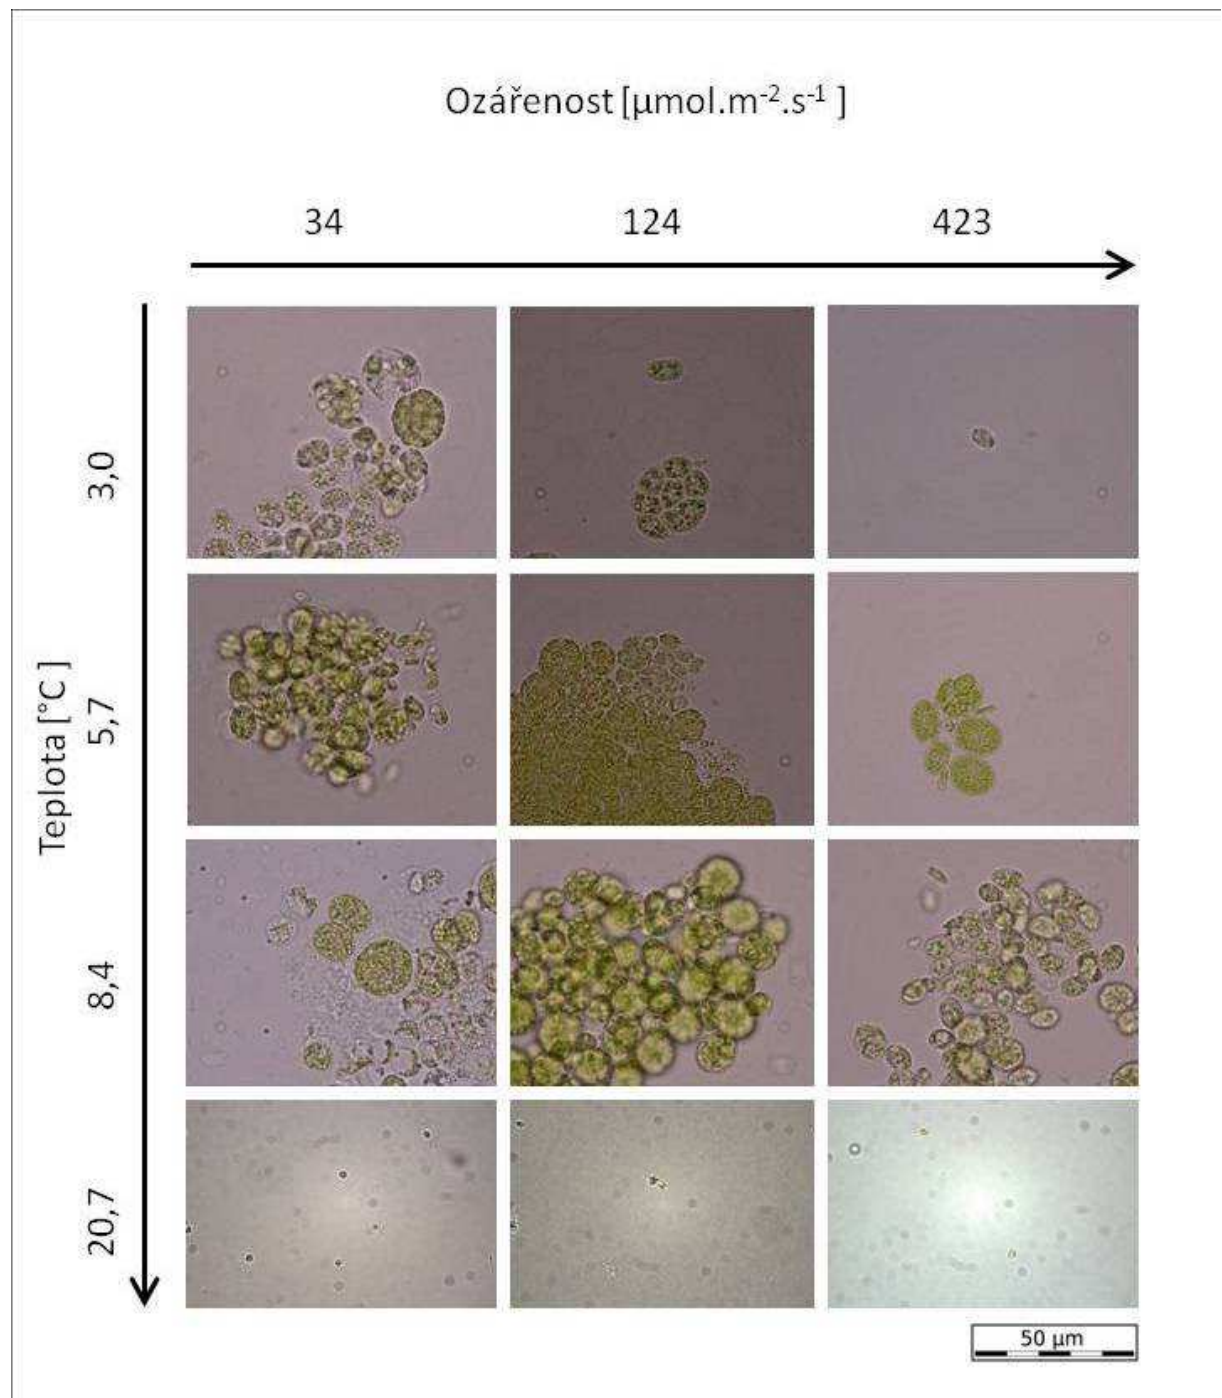 Ozářenost [µmol.m⁻².s⁻¹ ]
34 124 423
Teplota [°C ]
3,0
5,7
8,4
20,7
50 µm